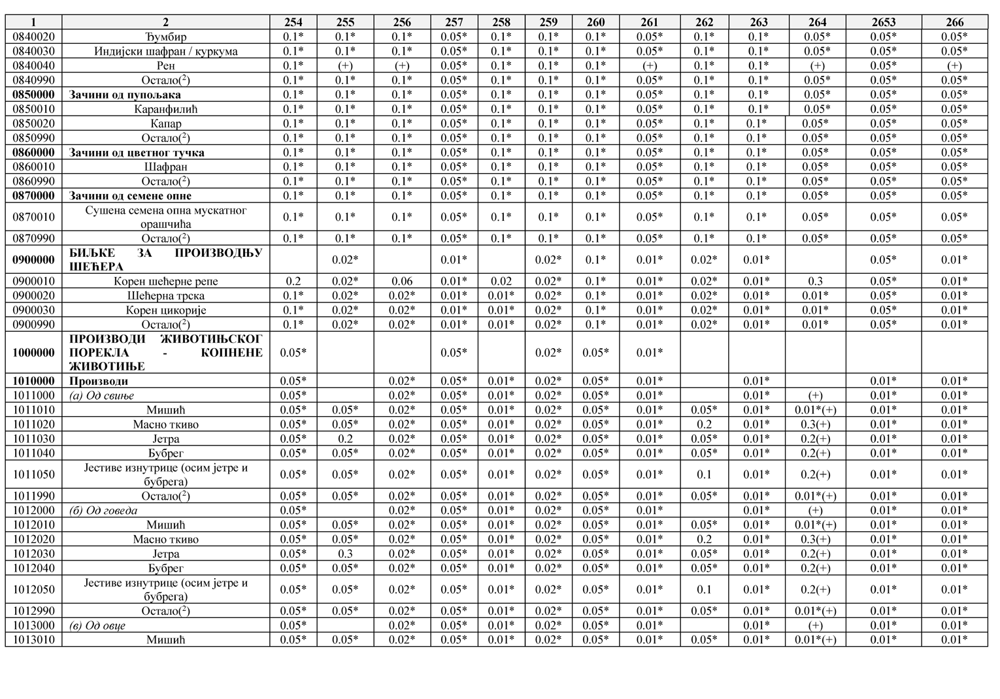 1 2 254 255 256 257 258 259 260 261 262 263 264 2653 266
0840020 Ђумбир 0.1* 0.1* 0.1* 0.05* 0.1* 0.1* 0.1* 0.05* 0.1* 0.1* 0.05* 0.05* 0.05*
0840030 Индијски шафран / куркума 0.1* 0.1* 0.1* 0.05* 0.1* 0.1* 0.1* 0.05* 0.1* 0.1* 0.05* 0.05* 0.05*
0840040 Рен 0.1* (+) (+) 0.05* 0.1* 0.1* 0.1* (+) 0.1* 0.1* (+) 0.05* (+)
0840990 Остало(2) 0.1* 0.1* 0.1* 0.05* 0.1* 0.1* 0.1* 0.05* 0.1* 0.1* 0.05* 0.05* 0.05*
0850000 Зачини од пупољака 0.1* 0.1* 0.1* 0.05* 0.1* 0.1* 0.1* 0.05* 0.1* 0.1* 0.05* 0.05* 0.05*
0850010 Каранфилић 0.1* 0.1* 0.1* 0.05* 0.1* 0.1* 0.1* 0.05* 0.1* 0.1* 0.05* 0.05* 0.05*
0850020 Капар 0.1* 0.1* 0.1* 0.05* 0.1* 0.1* 0.1* 0.05* 0.1* 0.1* 0.05* 0.05* 0.05*
0850990 Остало(2) 0.1* 0.1* 0.1* 0.05* 0.1* 0.1* 0.1* 0.05* 0.1* 0.1* 0.05* 0.05* 0.05*
0860000 Зачини од цветног тучка 0.1* 0.1* 0.1* 0.05* 0.1* 0.1* 0.1* 0.05* 0.1* 0.1* 0.05* 0.05* 0.05*
0860010 Шафран 0.1* 0.1* 0.1* 0.05* 0.1* 0.1* 0.1* 0.05* 0.1* 0.1* 0.05* 0.05* 0.05*
0860990 Остало(2) 0.1* 0.1* 0.1* 0.05* 0.1* 0.1* 0.1* 0.05* 0.1* 0.1* 0.05* 0.05* 0.05*
0870000 Зачини од семене опне 0.1* 0.1* 0.1* 0.05* 0.1* 0.1* 0.1* 0.05* 0.1* 0.1* 0.05* 0.05* 0.05*
Сушена семена опна мускатног
0870010 орашчића 0.1* 0.1* 0.1* 0.05* 0.1* 0.1* 0.1* 0.05* 0.1* 0.1* 0.05* 0.05* 0.05*
0870990 Остало(2) 0.1* 0.1* 0.1* 0.05* 0.1* 0.1* 0.1* 0.05* 0.1* 0.1* 0.05* 0.05* 0.05*
БИЉКЕ ЗА ПРОИЗВОДЊУ
0900000 ШЕЋЕРА 0.02* 0.01* 0.02* 0.1* 0.01* 0.02* 0.01* 0.05* 0.01*
0900010 Корен шећерне репе 0.2 0.02* 0.06 0.01* 0.02 0.02* 0.1* 0.01* 0.02* 0.01* 0.3 0.05* 0.01*
0900020 Шећерна трска 0.1* 0.02* 0.02* 0.01* 0.01* 0.02* 0.1* 0.01* 0.02* 0.01* 0.01* 0.05* 0.01*
0900030 Корен цикорије 0.1* 0.02* 0.02* 0.01* 0.01* 0.02* 0.1* 0.01* 0.02* 0.01* 0.01* 0.05* 0.01*
0900990 Остало(2) 0.1* 0.02* 0.02* 0.01* 0.01* 0.02* 0.1* 0.01* 0.02* 0.01* 0.01* 0.05* 0.01*
ПРОИЗВОДИ ЖИВОТИЊСКОГ
1000000 ПОРЕКЛА - КОПНЕНЕ 0.05* 0.05* 0.02* 0.05* 0.01*
ЖИВОТИЊЕ
1010000 Производи 0.05* 0.02* 0.05* 0.01* 0.02* 0.05* 0.01* 0.01* 0.01* 0.01*
1011000 (а) Од свиње 0.05* 0.02* 0.05* 0.01* 0.02* 0.05* 0.01* 0.01* (+) 0.01* 0.01*
1011010 Мишић 0.05* 0.05* 0.02* 0.05* 0.01* 0.02* 0.05* 0.01* 0.05* 0.01* 0.01*(+) 0.01* 0.01*
1011020 Масно ткиво 0.05* 0.05* 0.02* 0.05* 0.01* 0.02* 0.05* 0.01* 0.2 0.01* 0.3(+) 0.01* 0.01*
1011030 Јетра 0.05* 0.2 0.02* 0.05* 0.01* 0.02* 0.05* 0.01* 0.05* 0.01* 0.2(+) 0.01* 0.01*
1011040 Бубрег 0.05* 0.05* 0.02* 0.05* 0.01* 0.02* 0.05* 0.01* 0.05* 0.01* 0.2(+) 0.01* 0.01*
Јестиве изнутрице (осим јетре и
1011050 бубрега) 0.05* 0.05* 0.02* 0.05* 0.01* 0.02* 0.05* 0.01* 0.1 0.01* 0.2(+) 0.01* 0.01*
1011990 Остало(2) 0.05* 0.05* 0.02* 0.05* 0.01* 0.02* 0.05* 0.01* 0.05* 0.01* 0.01*(+) 0.01* 0.01*
1012000 (б) Од говеда 0.05* 0.02* 0.05* 0.01* 0.02* 0.05* 0.01* 0.01* (+) 0.01* 0.01*
1012010 Мишић 0.05* 0.05* 0.02* 0.05* 0.01* 0.02* 0.05* 0.01* 0.05* 0.01* 0.01*(+) 0.01* 0.01*
1012020 Масно ткиво 0.05* 0.05* 0.02* 0.05* 0.01* 0.02* 0.05* 0.01* 0.2 0.01* 0.3(+) 0.01* 0.01*
1012030 Јетра 0.05* 0.3 0.02* 0.05* 0.01* 0.02* 0.05* 0.01* 0.05* 0.01* 0.2(+) 0.01* 0.01*
1012040 Бубрег 0.05* 0.05* 0.02* 0.05* 0.01* 0.02* 0.05* 0.01* 0.05* 0.01* 0.2(+) 0.01* 0.01*
Јестиве изнутрице (осим јетре и
1012050 бубрега) 0.05* 0.05* 0.02* 0.05* 0.01* 0.02* 0.05* 0.01* 0.1 0.01* 0.2(+) 0.01* 0.01*
1012990 Остало(2) 0.05* 0.05* 0.02* 0.05* 0.01* 0.02* 0.05* 0.01* 0.05* 0.01* 0.01*(+) 0.01* 0.01*
1013000 (в) Од овце 0.05* 0.02* 0.05* 0.01* 0.02* 0.05* 0.01* 0.01* (+) 0.01* 0.01*
1013010 Мишић 0.05* 0.05* 0.02* 0.05* 0.01* 0.02* 0.05* 0.01* 0.05* 0.01* 0.01*(+) 0.01* 0.01*